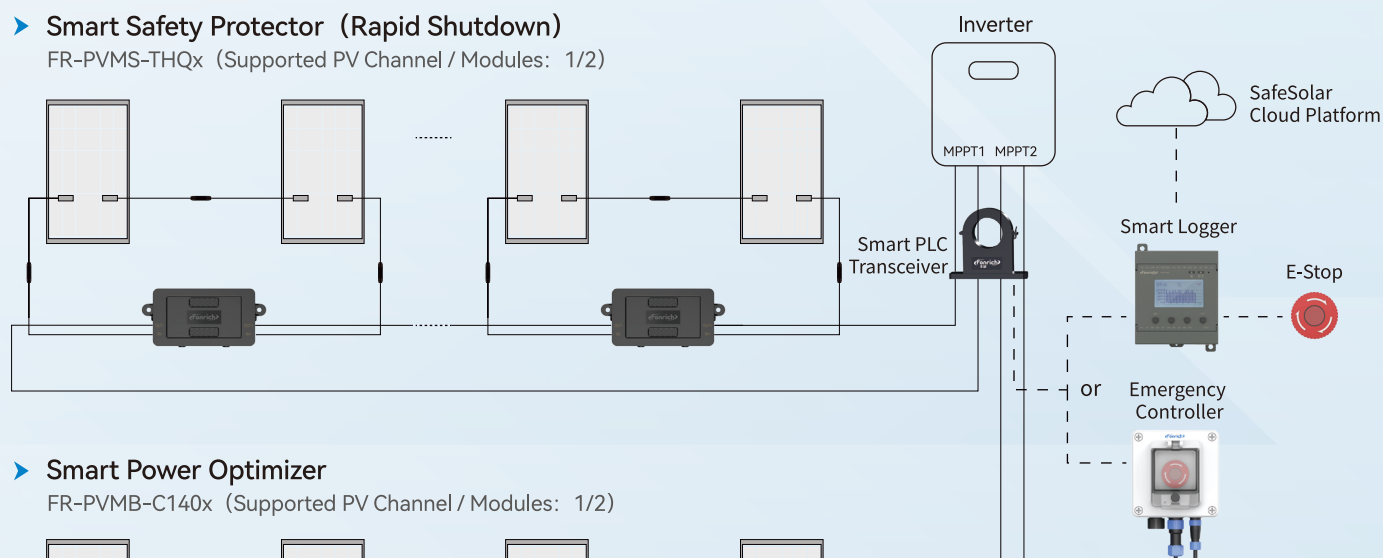 Smart Safety Protector（Rapid Shutdown）
FR-PVMS-THQx（Supported PV Channel / Modules： 1/2）
Inverter
MPPT1 MPPT2
SafeSolar
Cloud Platform
Smart PLC
Transceiver
Smart Logger
E-Stop
or
Emergency
Controller
Smart Power Optimizer
FR-PVMB-C140x（Supported PV Channel / Modules： 1/2）